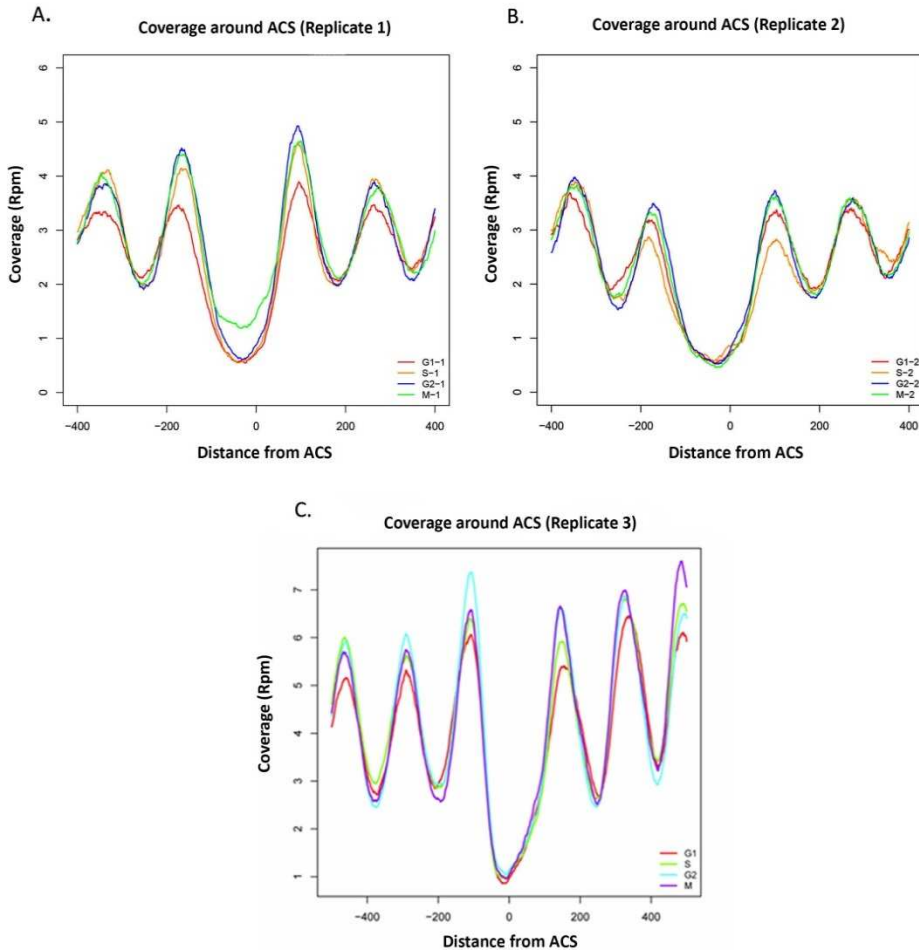 A.
Coverage around ACS (Replicate 1)
Coverage (Rpm)
6
5
4
3
2
1
0
G1-1
S-1
G2-1
M-1
−400 −200 0 200 400
Distance from ACS
B.
Coverage around ACS (Replicate 2)
Coverage (Rpm)
6
5
4
3
2
1
0
G1-2
S-2
G2-2
M-2
−400 −200 0 200 400
Distance from ACS
C.
Coverage around ACS (Replicate 3)
Coverage (Rpm)
7
6
5
4
3
2
1
G1
S
G2
M
−400 −200 0 200 400
Distance from ACS